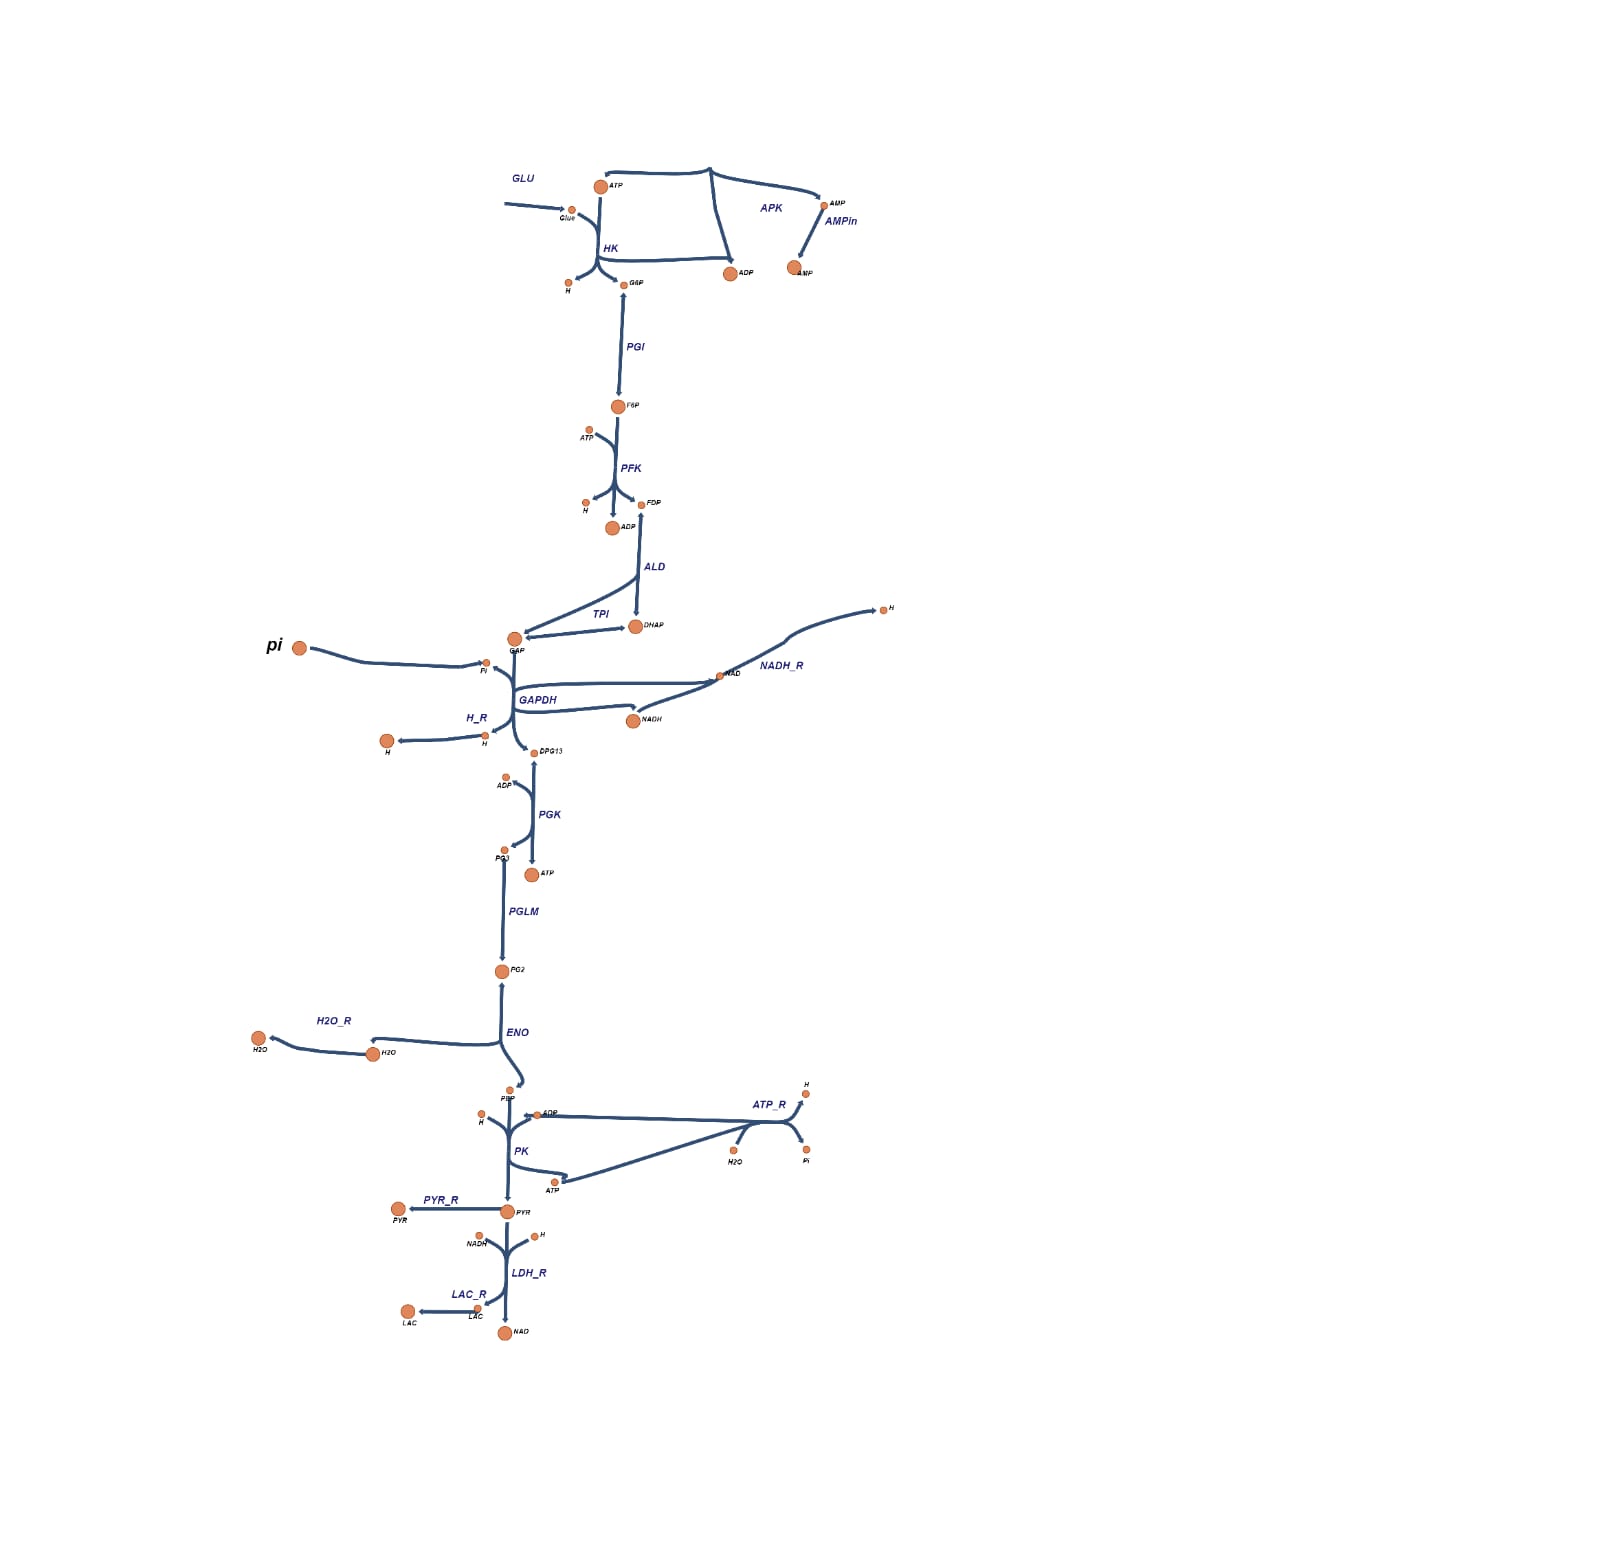 GLU
ATP
AMP
APK
Gluc
AMPin
HK
ADP
AMP
H
G6P
PGI
F6P
ATP
PFK
H
FDP
ADP
ALD
H
TPI
DHAP
pi
GAP
NADH_R
Pi
NAD
GAPDH
H_R
NADH
H
H
DPG13
ADP
PGK
PG3
ATP
PGLM
PG2
H2O_R
ENO
H2O
H2O
H
PEP
ATP_R
ADP
H
PK
H2O
Pi
ATP
PYR_R
PYR
PYR
H
NADH
LDH_R
LAC_R
LAC
LAC
NAD